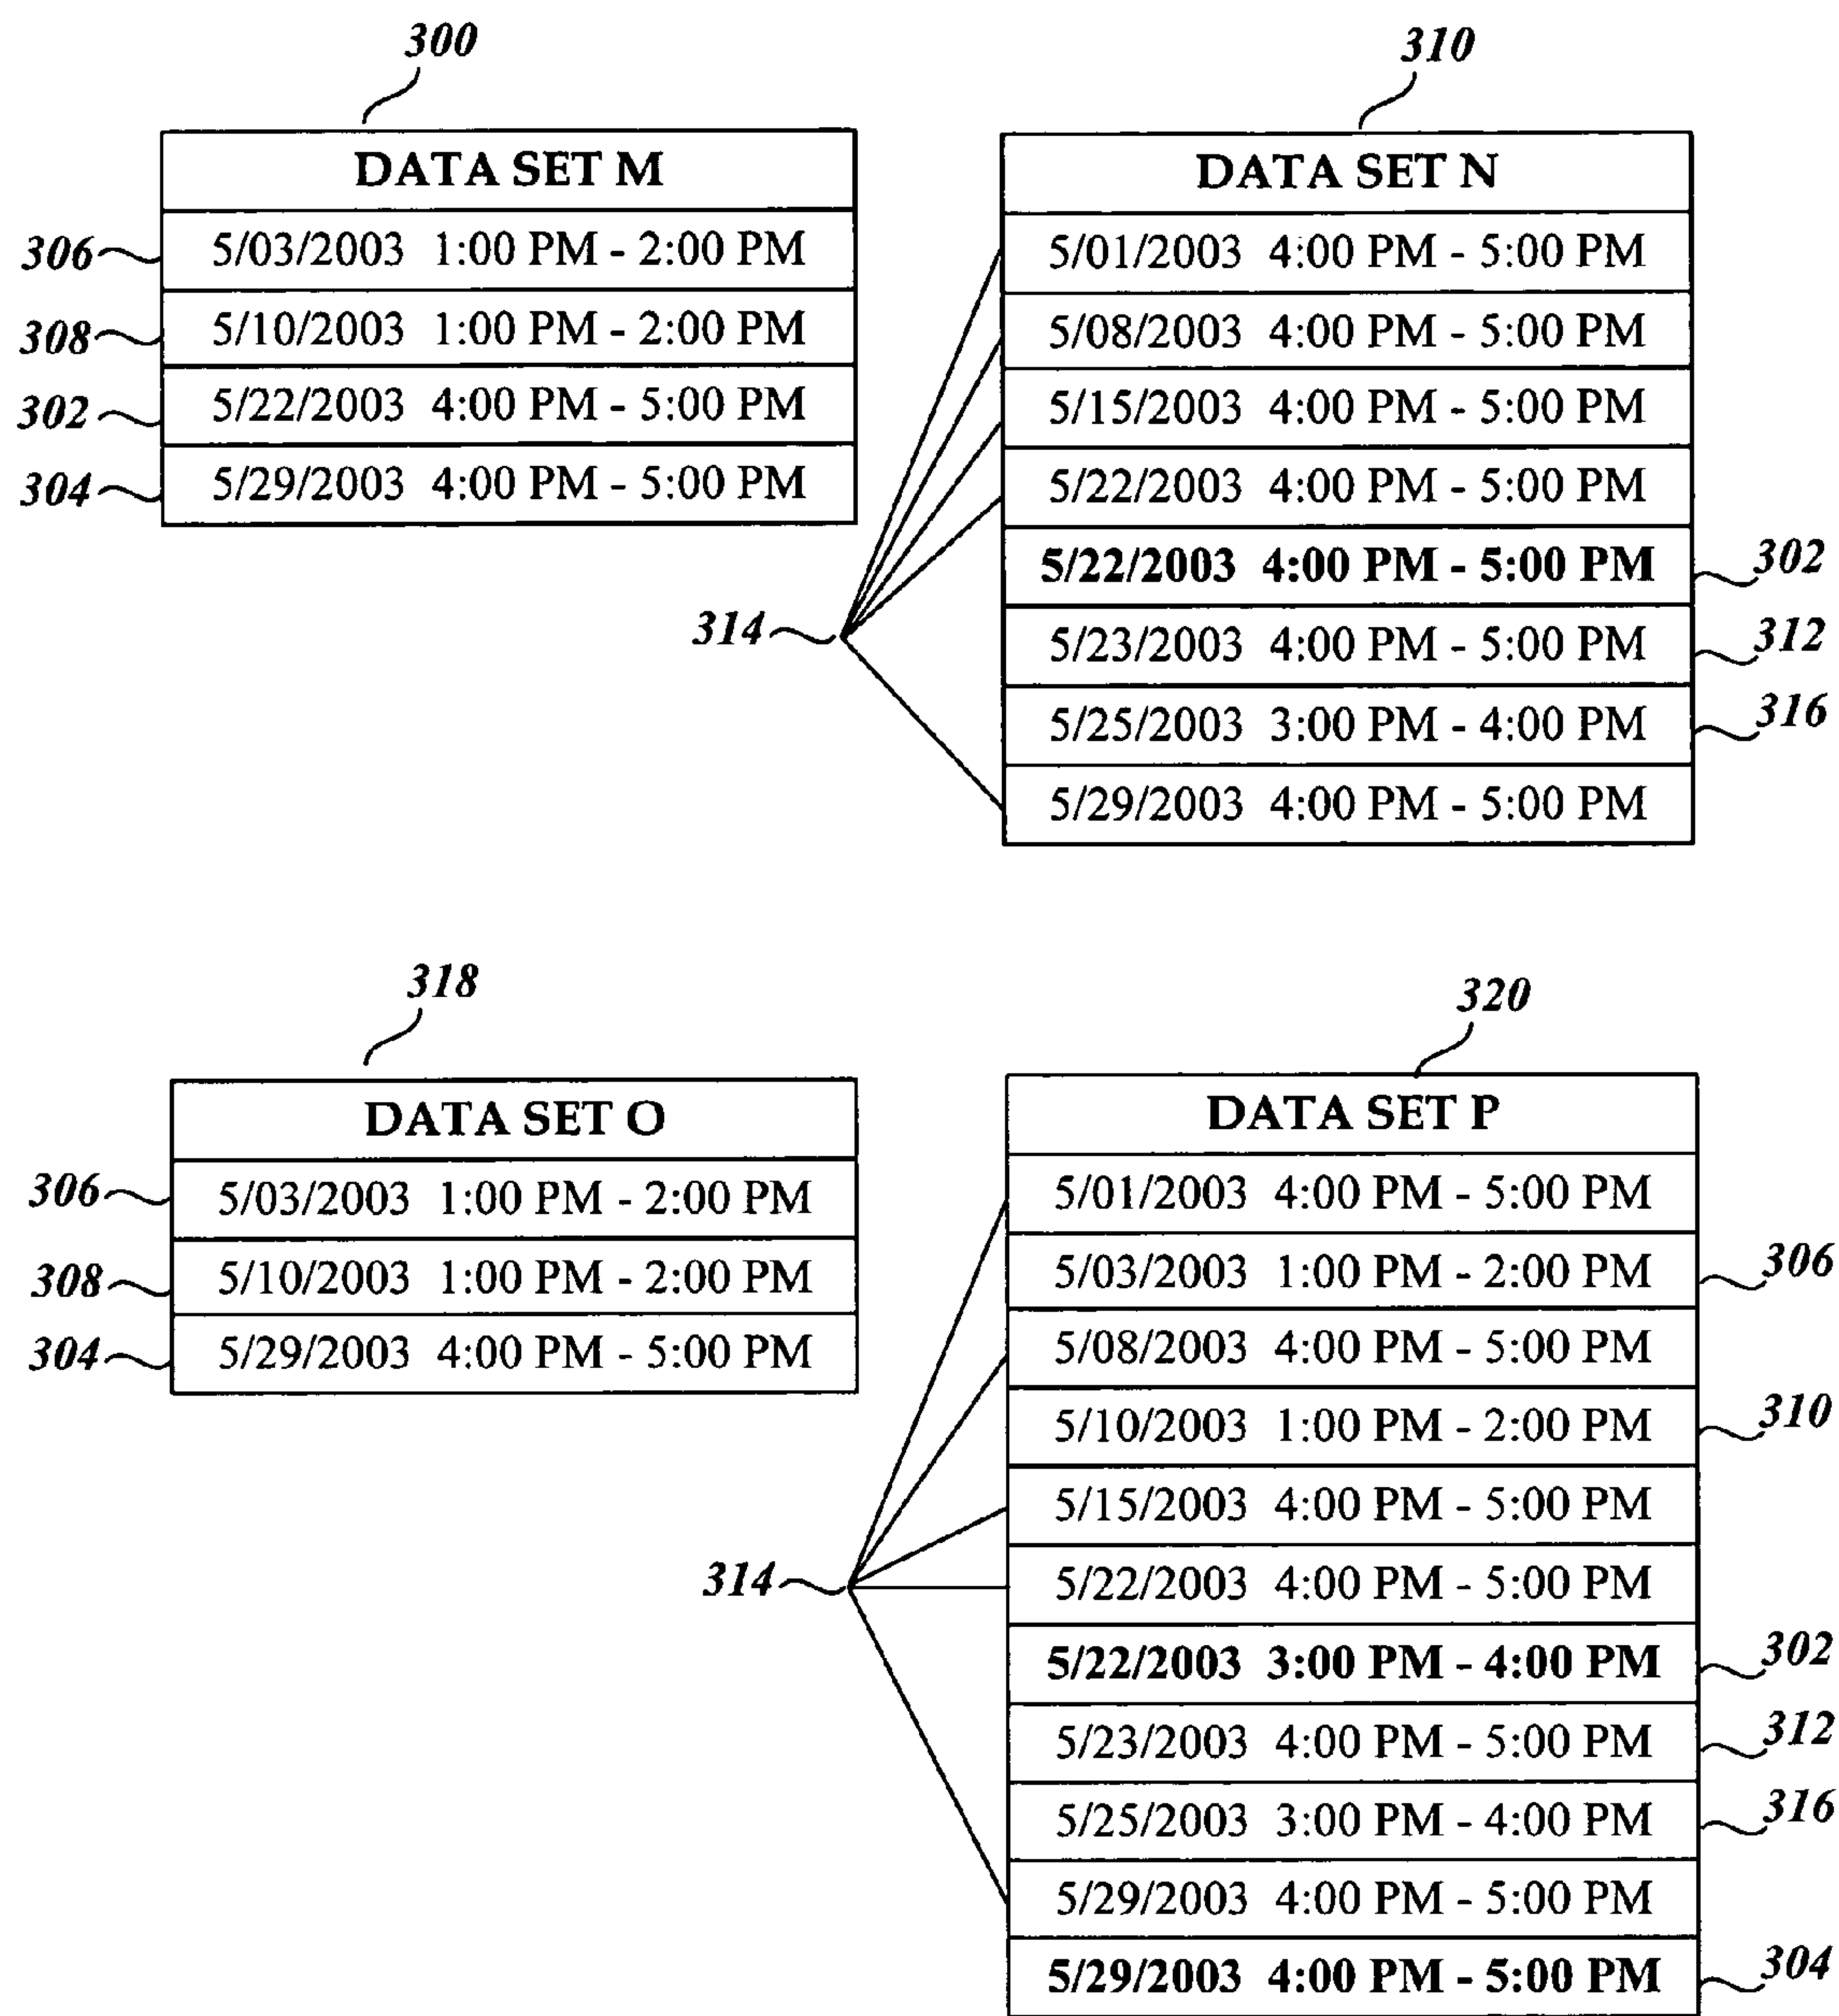 300
DATA SET M
306 5/03/2003 1:00 PM - 2:00 PM
308 5/10/2003 1:00 PM - 2:00 PM
302 5/22/2003 4:00 PM - 5:00 PM
304 5/29/2003 4:00 PM - 5:00 PM
310
DATA SET N
5/01/2003 4:00 PM - 5:00 PM
5/08/2003 4:00 PM - 5:00 PM
5/15/2003 4:00 PM - 5:00 PM
5/22/2003 4:00 PM - 5:00 PM
5/22/2003 4:00 PM - 5:00 PM 302
314
5/23/2003 4:00 PM - 5:00 PM 312
5/25/2003 3:00 PM - 4:00 PM 316
5/29/2003 4:00 PM - 5:00 PM
318
DATA SET O
306 5/03/2003 1:00 PM - 2:00 PM
308 5/10/2003 1:00 PM - 2:00 PM
304 5/29/2003 4:00 PM - 5:00 PM
320
DATA SET P
5/01/2003 4:00 PM - 5:00 PM
5/03/2003 1:00 PM - 2:00 PM 306
5/08/2003 4:00 PM - 5:00 PM
5/10/2003 1:00 PM - 2:00 PM 310
5/15/2003 4:00 PM - 5:00 PM
314
5/22/2003 4:00 PM - 5:00 PM
5/22/2003 3:00 PM - 4:00 PM 302
5/23/2003 4:00 PM - 5:00 PM 312
5/25/2003 3:00 PM - 4:00 PM 316
5/29/2003 4:00 PM - 5:00 PM
5/29/2003 4:00 PM - 5:00 PM 304